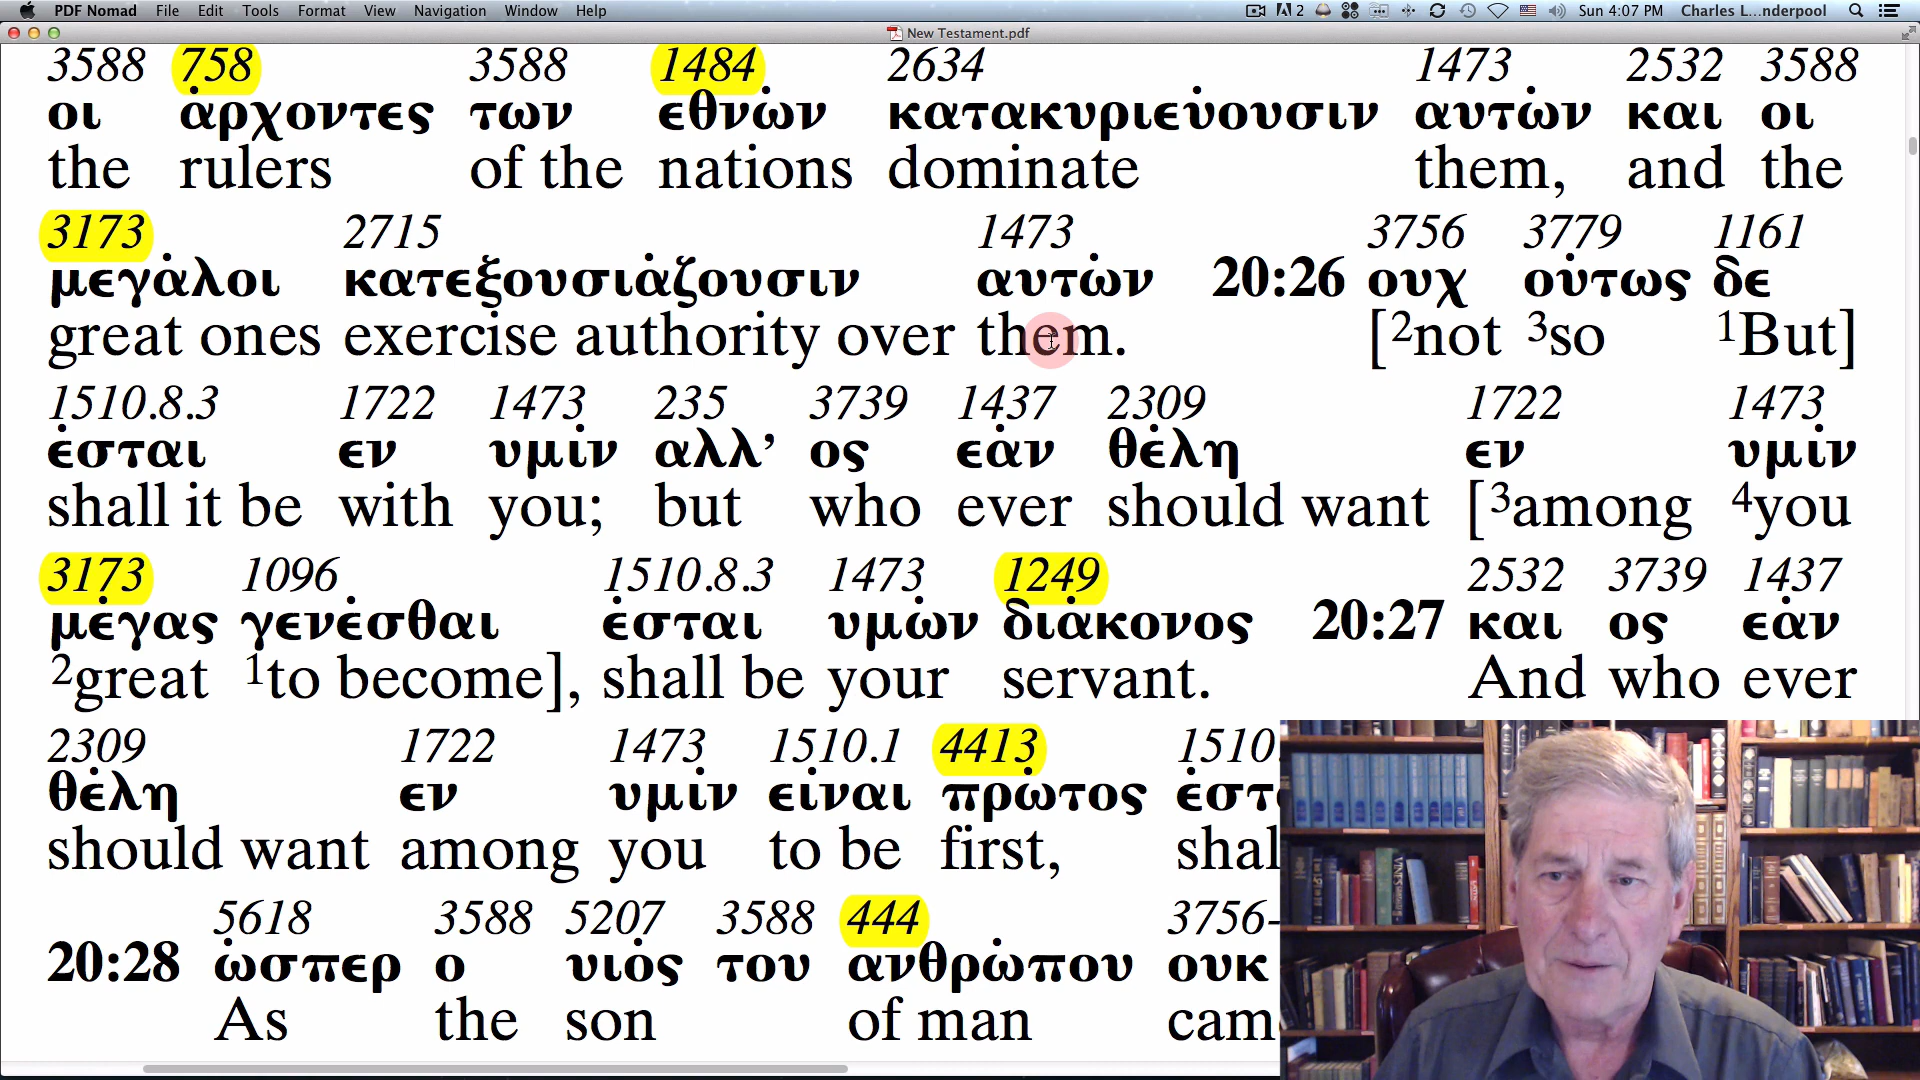 PDF Nomad File Edit Tools Format View Navigation Window Help 2 Sun 4:07 PM Charles L...nderpool
New Testament.pdf
3588 758 3588 1484 2634 1473 2532 3588
οι άρχοντες των εθνών κατακυριεύουσιν αυτών και οι
the rulers of the nations dominate them, and the
3173 2715 1473 3756 3779 1161
μεγάλοι κατεξουσιάζουσιν αυτών 20:26 ουχ ούτως δε
great ones exercise authority over them. [²not ³so ¹But]
1510.8.3 1722 1473 235 3739 1437 2309 1722 1473
έσται εν υμίν αλλ’ ος εάν θέλη εν υμίν
shall it be with you; but who ever should want [³among ⁴you
3173 1096 1510.8.3 1473 1249 2532 3739 1437
μέγας γενέσθαι έσται υμών διάκονος 20:27 και ος εάν
²great ¹to become], shall be your servant. And who ever
2309 1722 1473 1510.1 4413 1510
θέλη εν υμίν είναι πρώτος έστ
should want among you to be first, shal
5618 3588 5207 3588 444 3756-
20:28 ώσπερ ο υιός του ανθρώπου ουκ
As the son of man cam